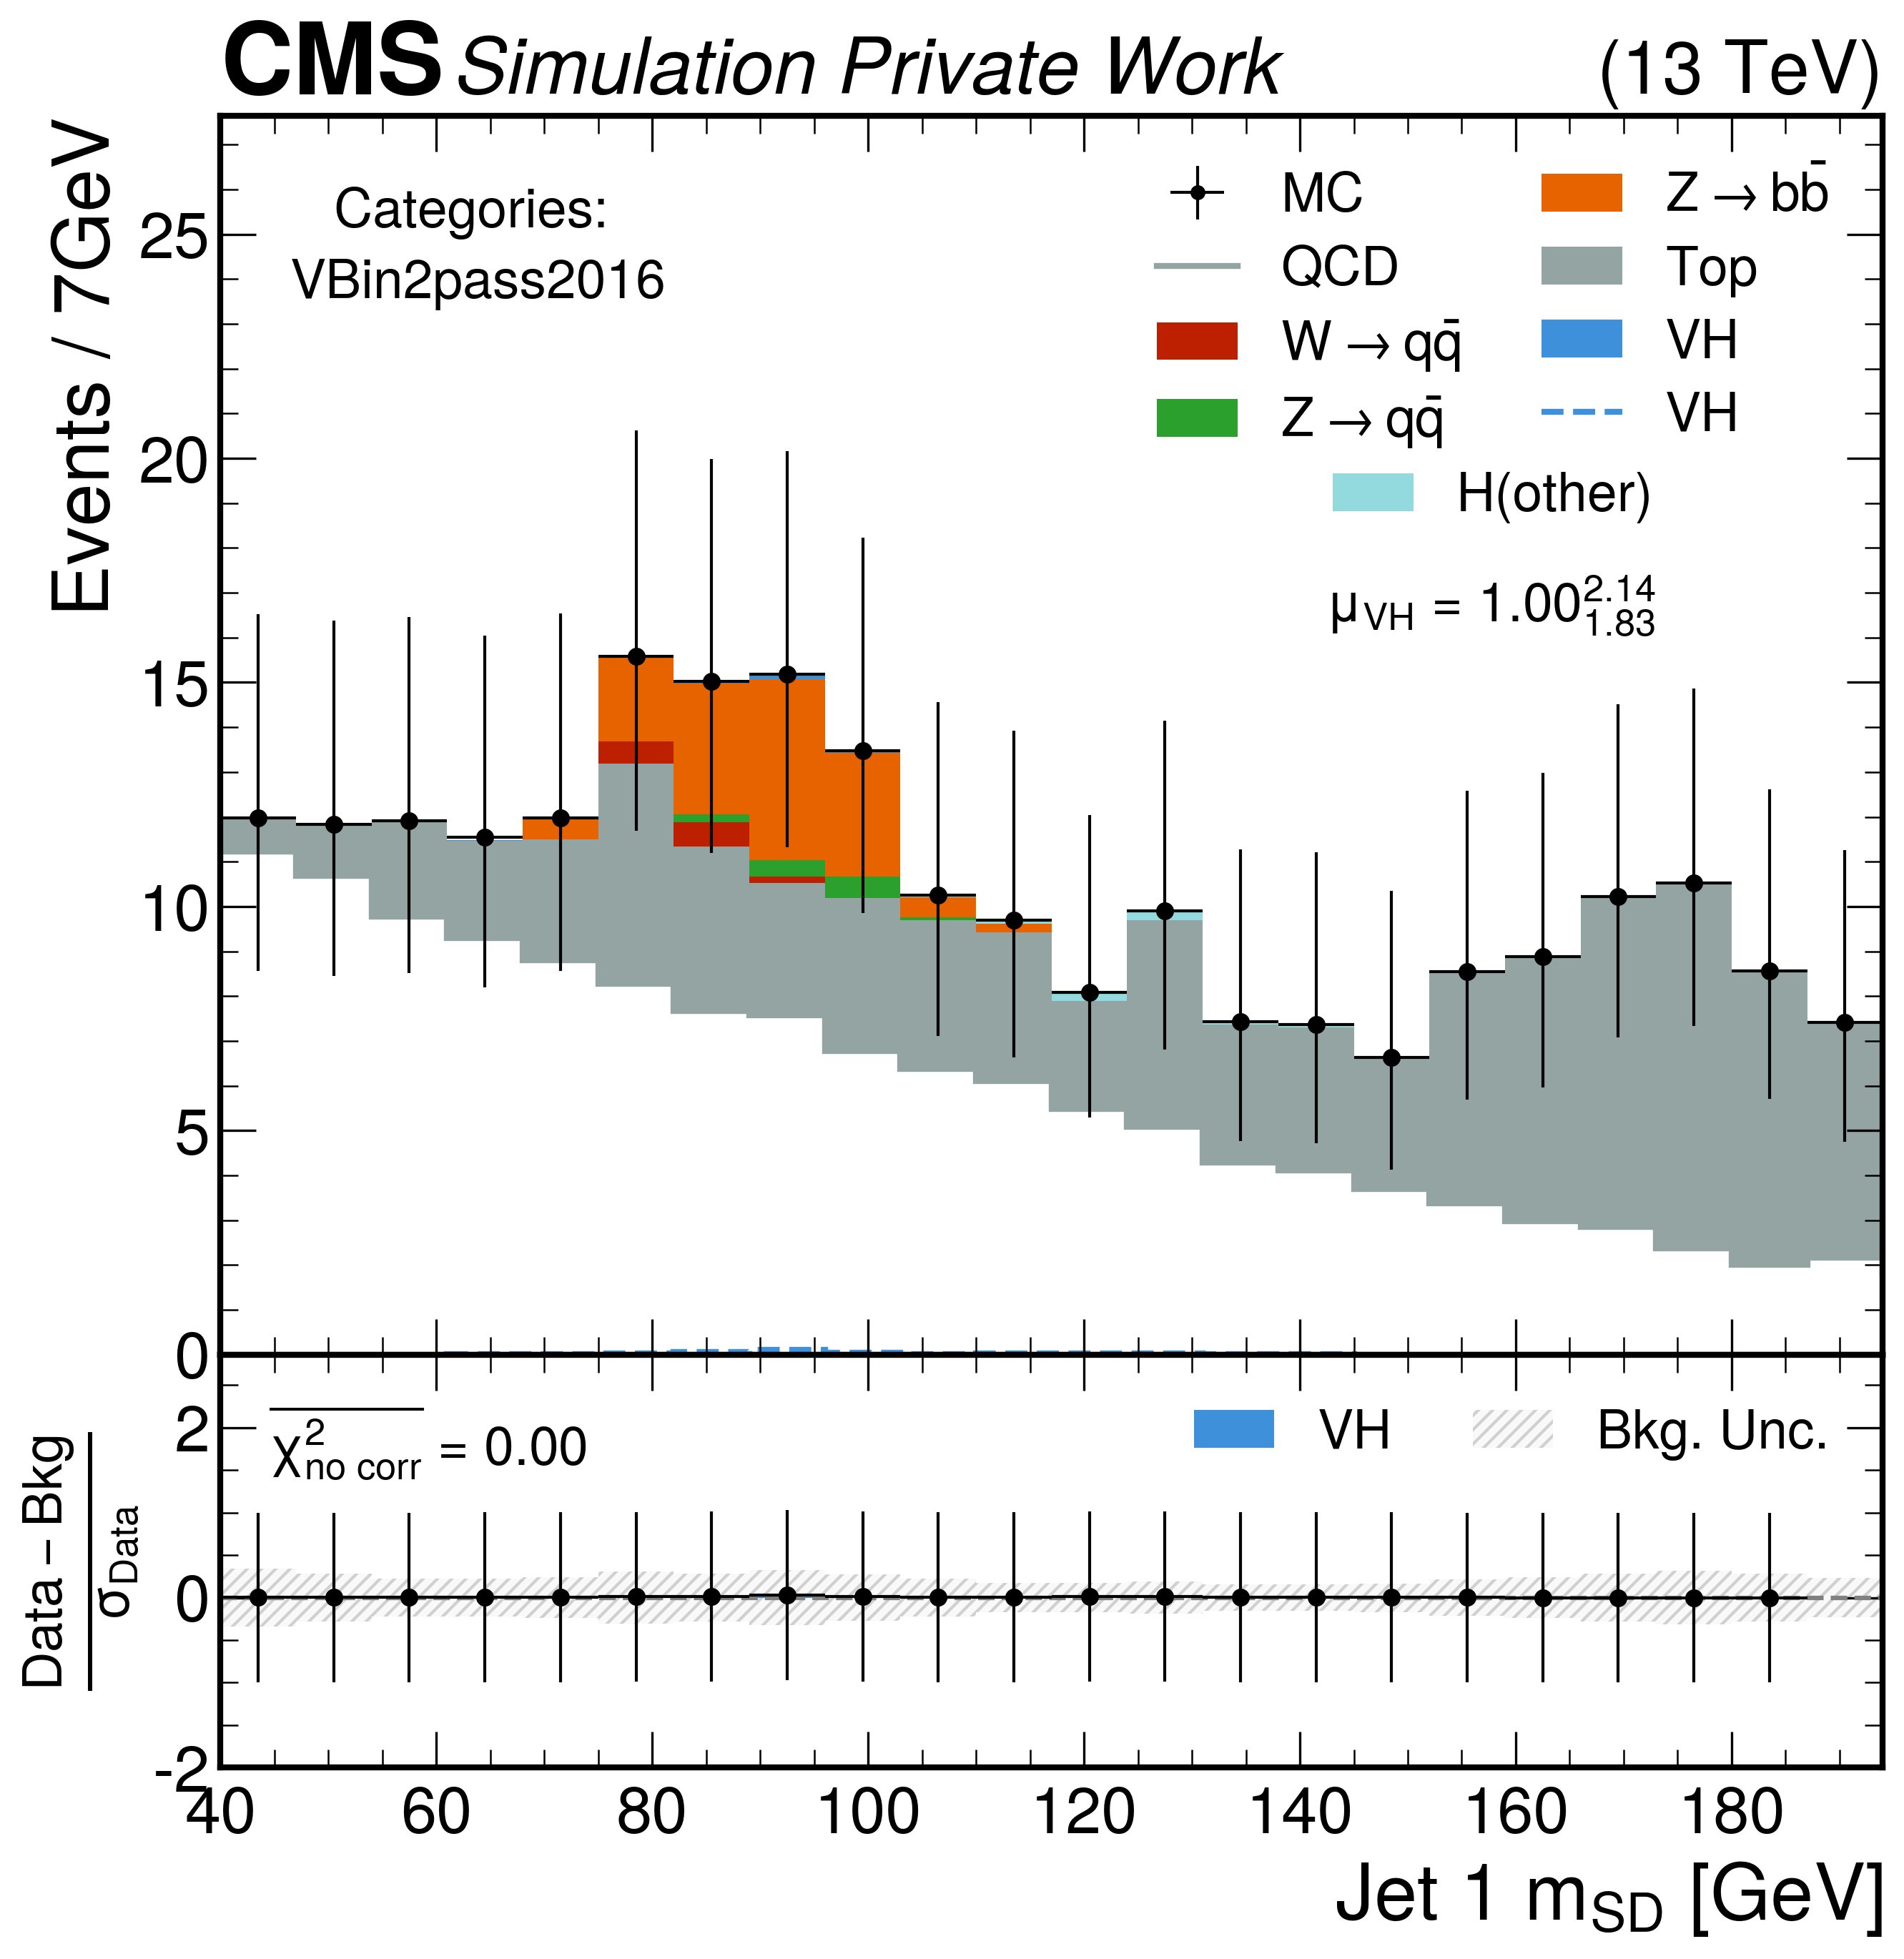 CMS Simulation Private Work (13 TeV)
Events / 7GeV
25
20
15
10
5
0
Categories:
VBin2pass2016
MC
QCD
W → qq̄
Z → qq̄
Z → bb̄
Top
VH
VH
H(other)
μ_VH = 1.00^2.14_1.83
Data – Bkg
σ_Data
2
0
-2
χ²_no corr = 0.00
VH
Bkg. Unc.
40 60 80 100 120 140 160 180
Jet 1 m_SD [GeV]